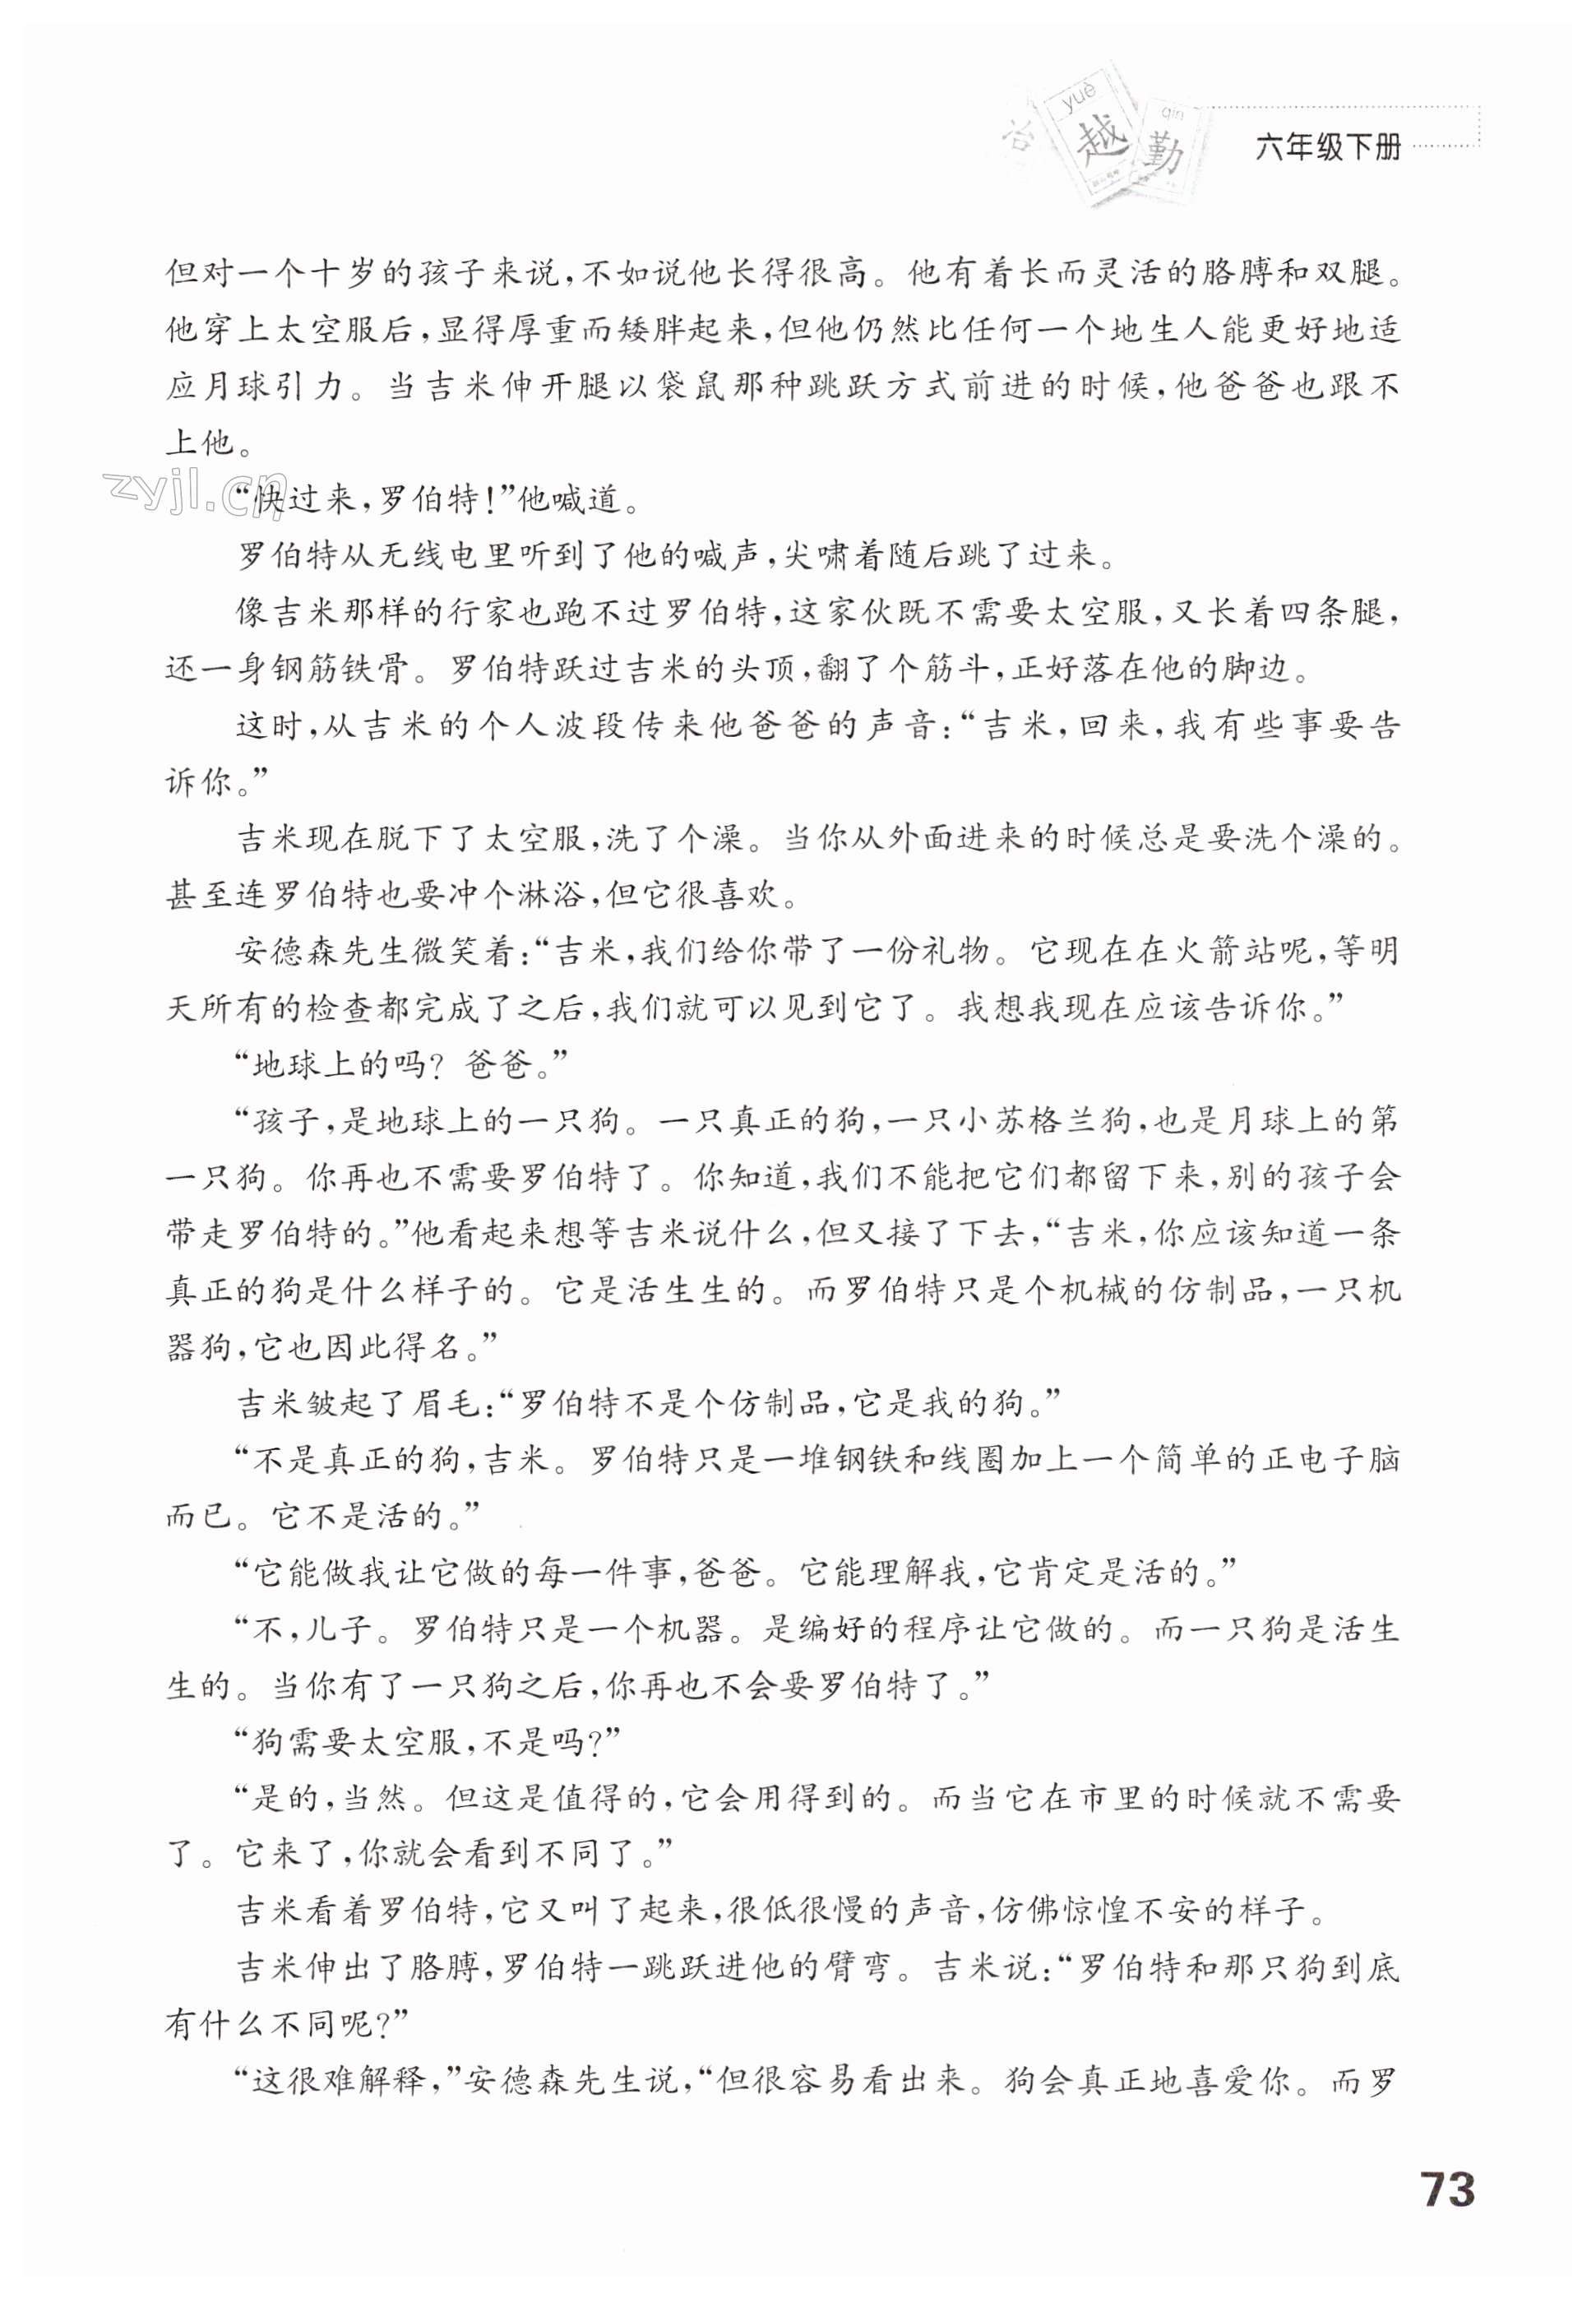 yuè
qín
越
勤
六年级下册
但对一个十岁的孩子来说,不如说他长得很高。他有着长而灵活的胳膊和双腿。
他穿上太空服后,显得厚重而矮胖起来,但他仍然比任何一个地生人能更好地适
应月球引力。当吉米伸开腿以袋鼠那种跳跃方式前进的时候,他爸爸也跟不
上他。
zyjl.cn
“快过来,罗伯特!”他喊道。
罗伯特从无线电里听到了他的喊声,尖啸着随后跳了过来。
像吉米那样的行家也跑不过罗伯特,这家伙既不需要太空服,又长着四条腿,
还一身钢筋铁骨。罗伯特跃过吉米的头顶,翻了个筋斗,正好落在他的脚边。
这时,从吉米的个人波段传来他爸爸的声音:“吉米,回来,我有些事要告
诉你。”
吉米现在脱下了太空服,洗了个澡。当你从外面进来的时候总是要洗个澡的。
甚至连罗伯特也要冲个淋浴,但它很喜欢。
安德森先生微笑着:“吉米,我们给你带了一份礼物。它现在在火箭站呢,等明
天所有的检查都完成了之后,我们就可以见到它了。我想我现在应该告诉你。”
“地球上的吗? 爸爸。”
“孩子,是地球上的一只狗。一只真正的狗,一只小苏格兰狗,也是月球上的第
一只狗。你再也不需要罗伯特了。你知道,我们不能把它们都留下来,别的孩子会
带走罗伯特的。”他看起来想等吉米说什么,但又接了下去,“吉米,你应该知道一条
真正的狗是什么样子的。它是活生生的。而罗伯特只是个机械的仿制品,一只机
器狗,它也因此得名。”
吉米皱起了眉毛:“罗伯特不是个仿制品,它是我的狗。”
“不是真正的狗,吉米。罗伯特只是一堆钢铁和线圈加上一个简单的正电子脑
而已。它不是活的。”
“它能做我让它做的每一件事,爸爸。它能理解我,它肯定是活的。”
“不,儿子。罗伯特只是一个机器。是编好的程序让它做的。而一只狗是活生
生的。当你有了一只狗之后,你再也不会要罗伯特了。”
“狗需要太空服,不是吗?”
“是的,当然。但这是值得的,它会用得到的。而当它在市里的时候就不需要
了。它来了,你就会看到不同了。”
吉米看着罗伯特,它又叫了起来,很低很慢的声音,仿佛惊惶不安的样子。
吉米伸出了胳膊,罗伯特一跳跃进他的臂弯。吉米说:“罗伯特和那只狗到底
有什么不同呢?”
“这很难解释,”安德森先生说,“但很容易看出来。狗会真正地喜爱你。而罗
73